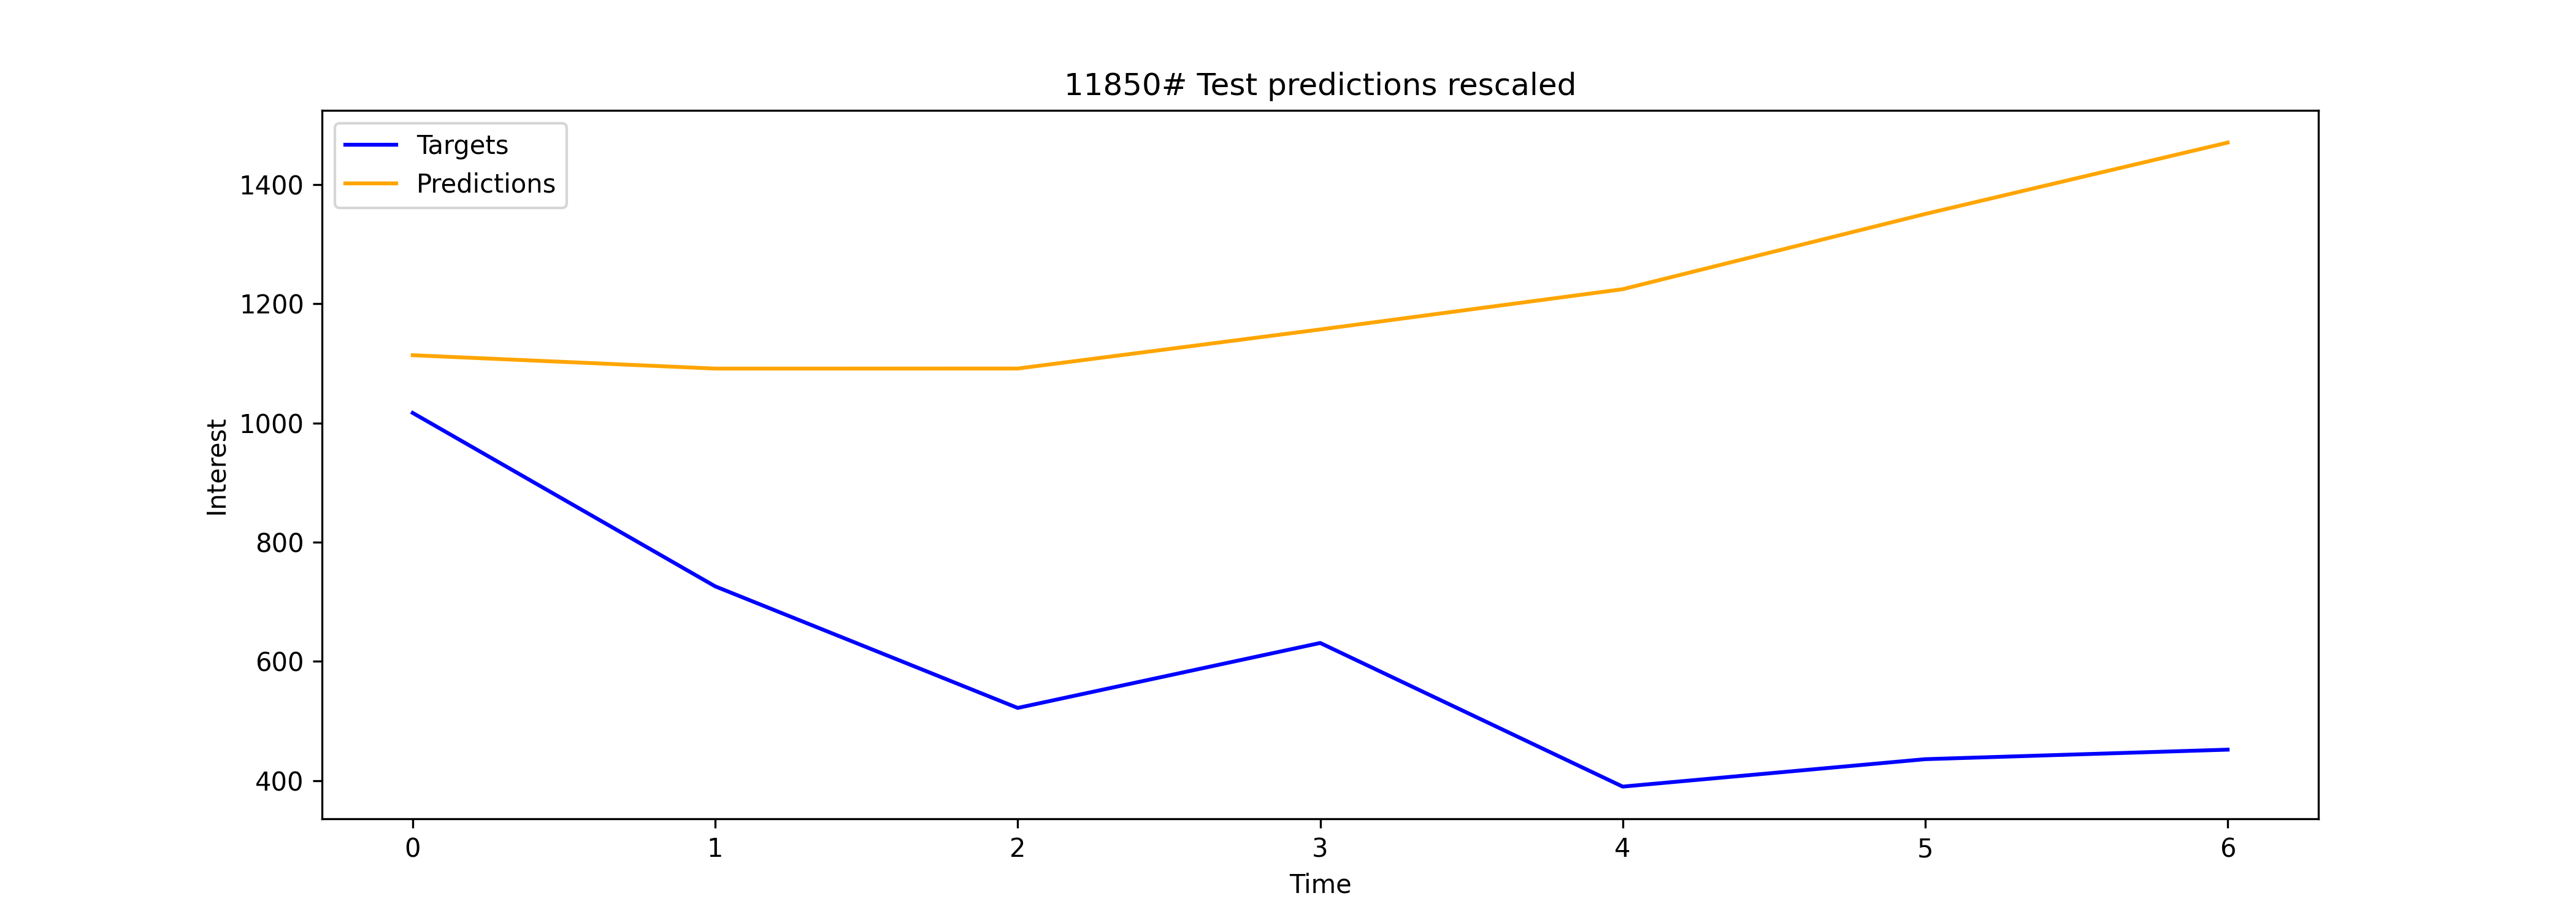 11850# Test predictions rescaled
Targets
Predictions
1400
1200
1000
800
600
400
Interest
0 1 2 3 4 5 6
Time